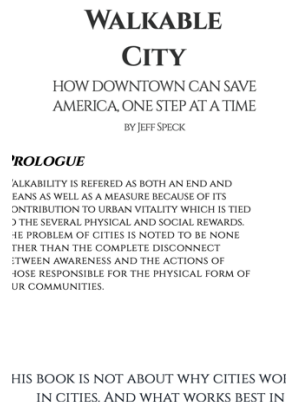 Walkable
City
HOW DOWNTOWN CAN SAVE
AMERICA, ONE STEP AT A TIME
BY JEFF SPECK
ROLOGUE
ALKABILITY IS REFERED AS BOTH AN END AND
EANS AS WELL AS A MEASURE BECAUSE OF ITS
ONTRIBUTION TO URBAN VITALITY WHICH IS TIED
O THE SEVERAL PHYSICAL AND SOCIAL REWARDS.
HE PROBLEM OF CITIES IS NOTED TO BE NONE
THER THAN THE COMPLETE DISCONNECT
ETWEEN AWARENESS AND THE ACTIONS OF
HOSE RESPONSIBLE FOR THE PHYSICAL FORM OF
UR COMMUNITIES.
HIS BOOK IS NOT ABOUT WHY CITIES WO
IN CITIES. AND WHAT WORKS BEST IN